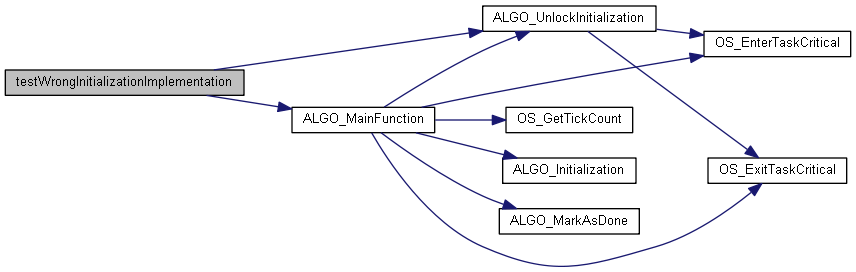 ALGO_UnlockInitialization
OS_EnterTaskCritical
testWrongInitializationImplementation
ALGO_MainFunction
OS_GetTickCount
ALGO_Initialization
OS_ExitTaskCritical
ALGO_MarkAsDone